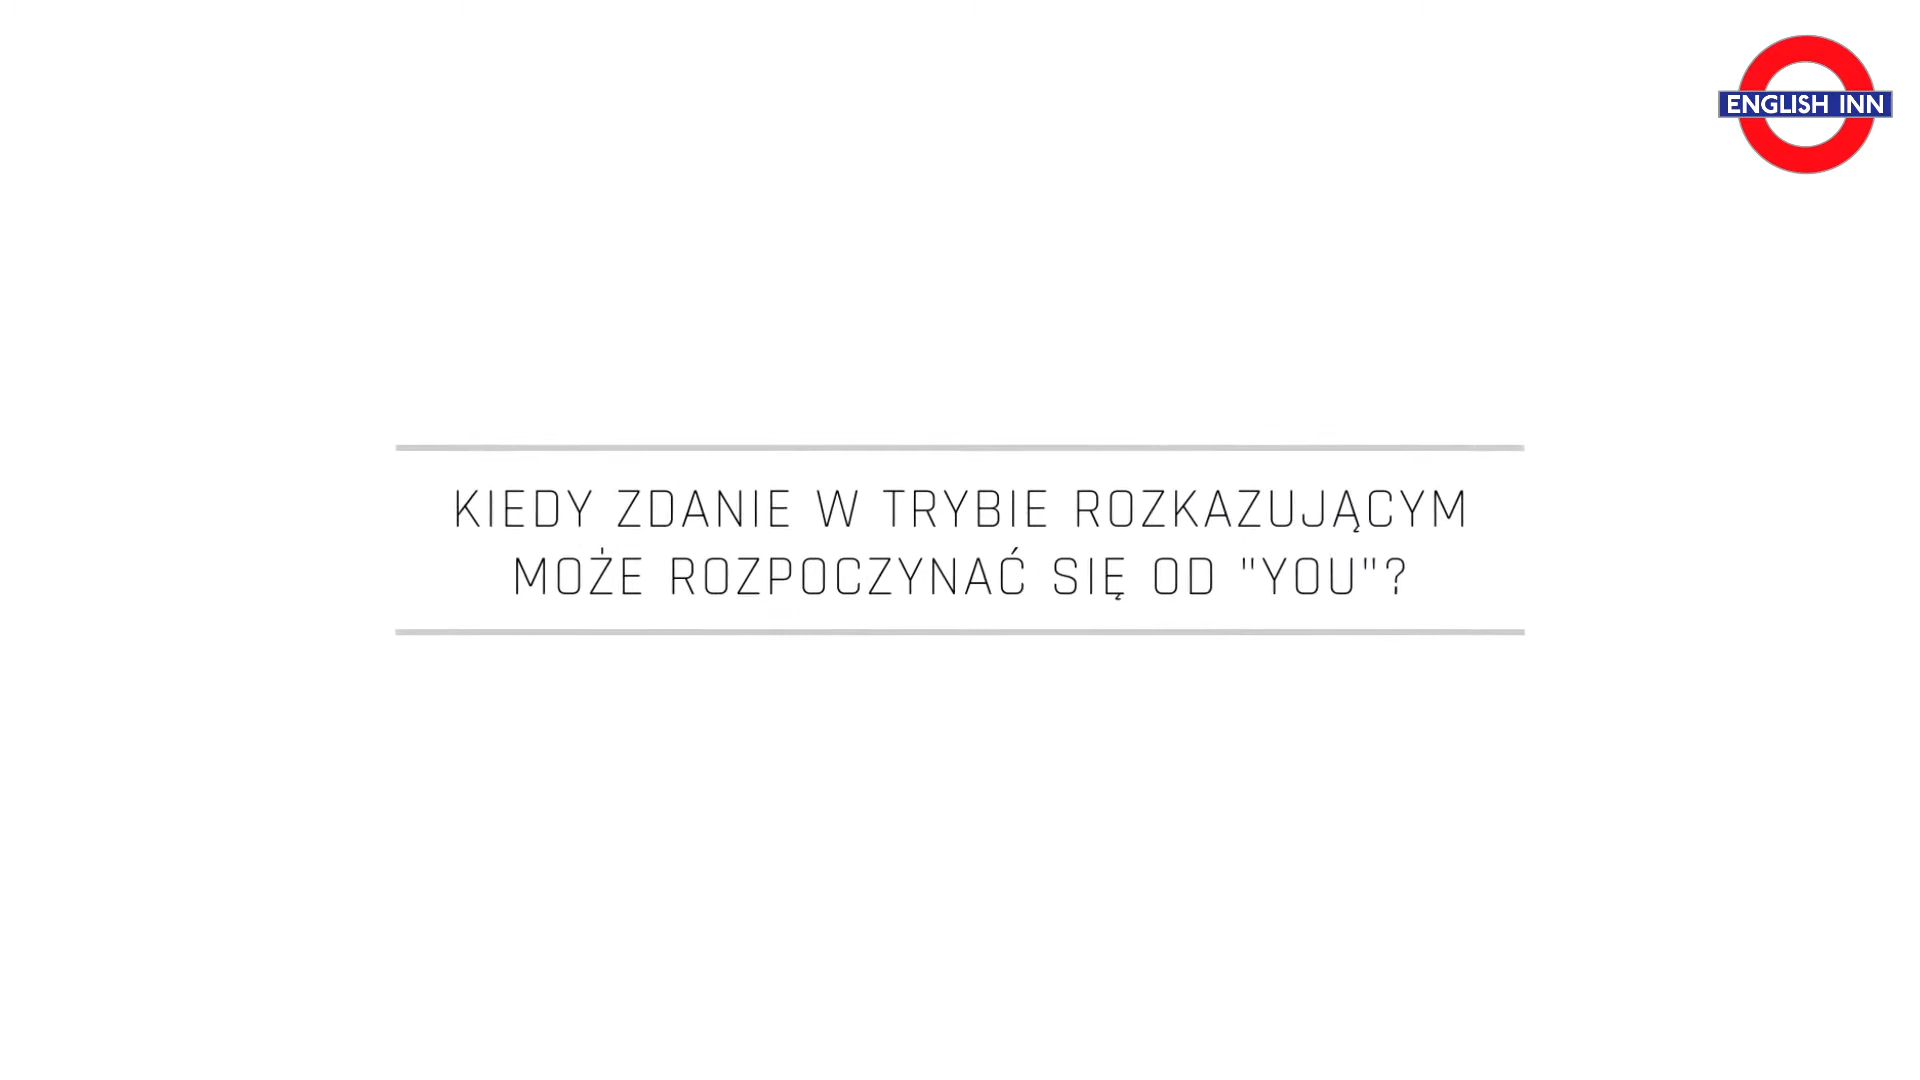 ENGLISH INN
KIEDY ZDANIE W TRYBIE ROZKAZUJĄCYM
MOŻE ROZPOCZYNAĆ SIĘ OD "YOU"?